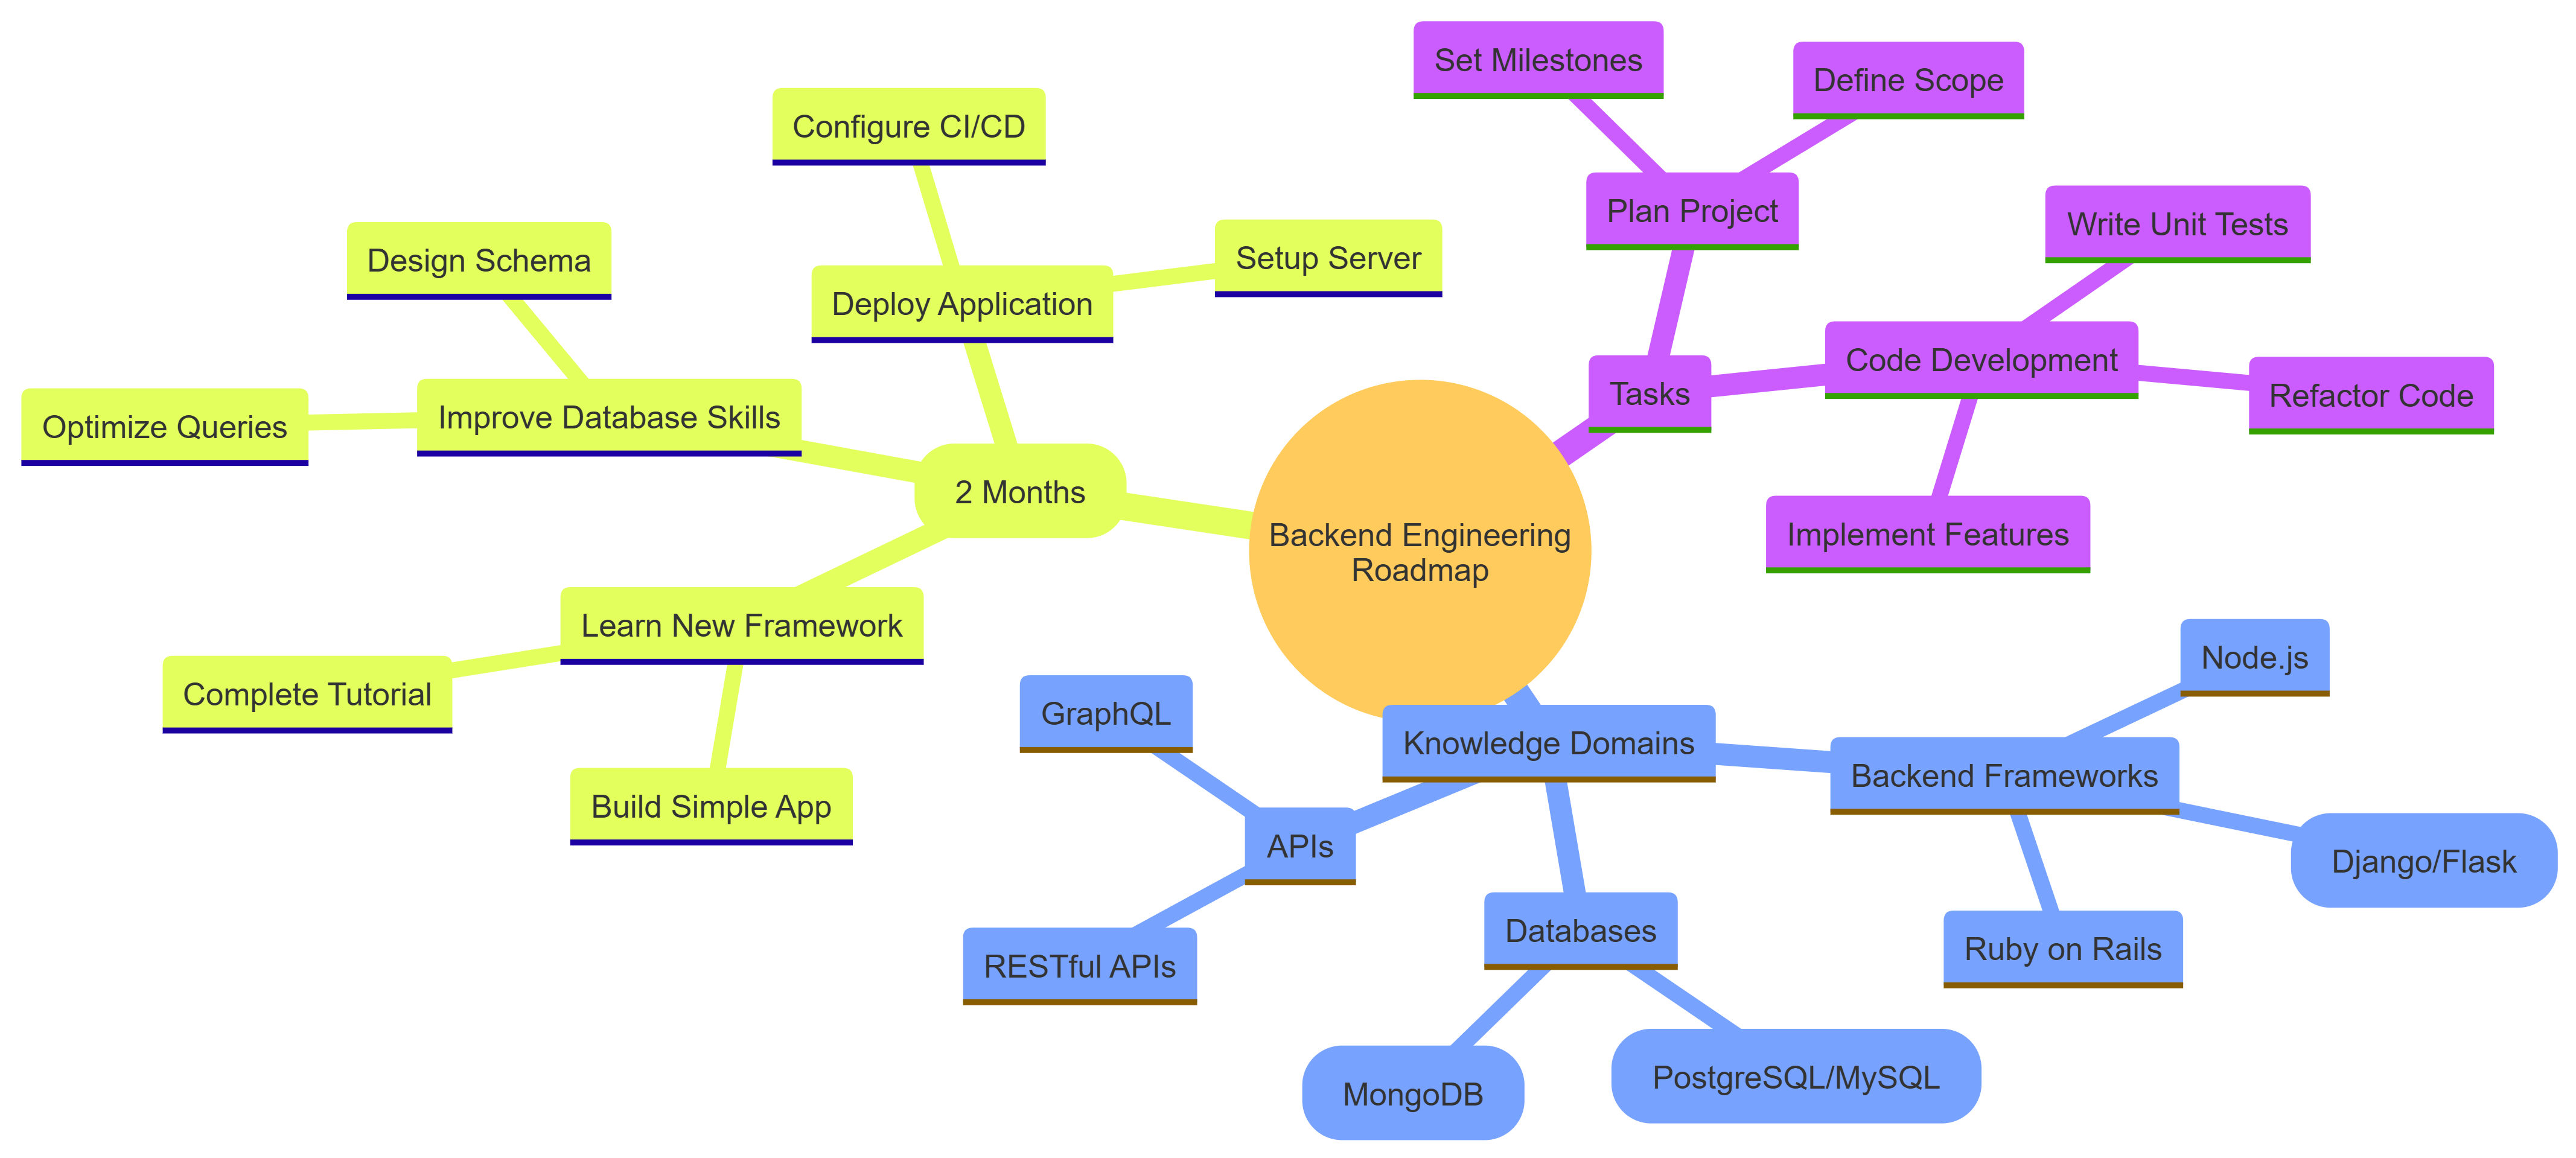 Set Milestones
Define Scope
Configure CI/CD
Plan Project
Write Unit Tests
Design Schema
Setup Server
Deploy Application
Code Development
Tasks
Refactor Code
Optimize Queries
Improve Database Skills
2 Months
Backend Engineering
Roadmap
Implement Features
Learn New Framework
Node.js
Complete Tutorial
GraphQL
Knowledge Domains
Backend Frameworks
Build Simple App
APIs
Django/Flask
Databases
Ruby on Rails
RESTful APIs
PostgreSQL/MySQL
MongoDB